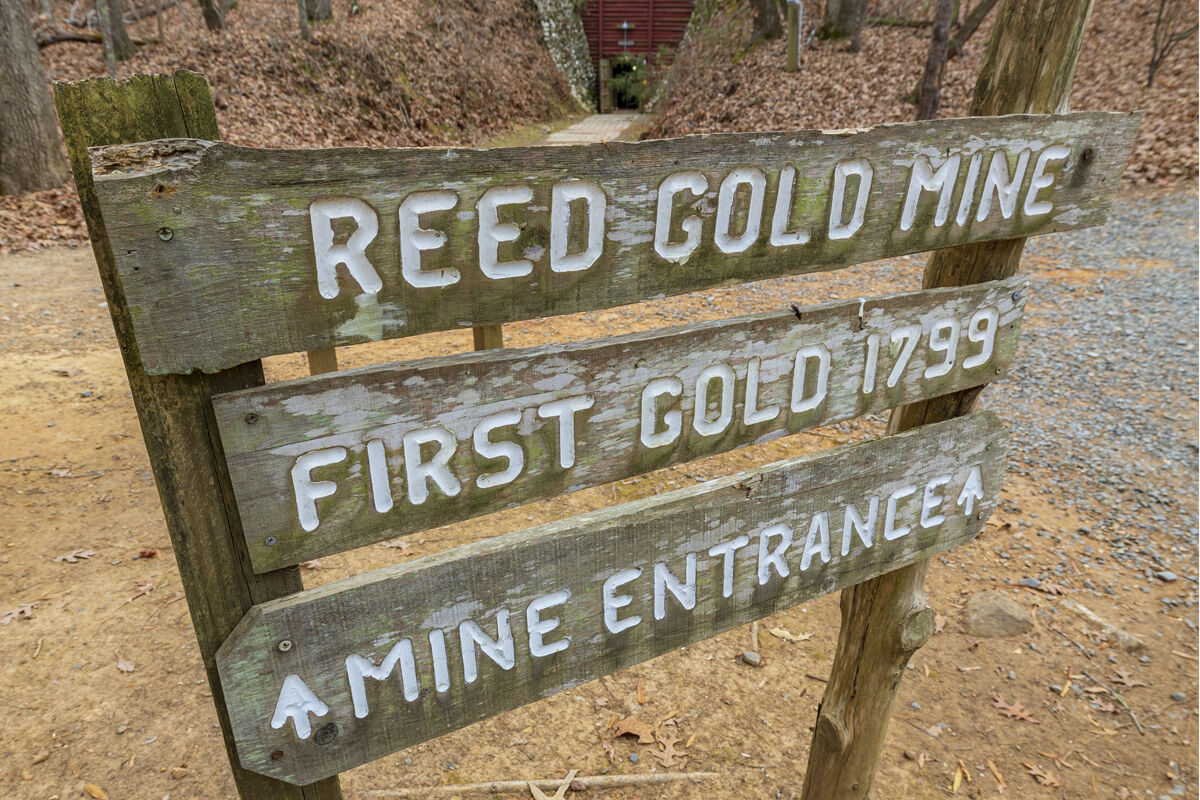 REED GOLD MINE
FIRST GOLD 1799
↑ MINE ENTRANCE ↑